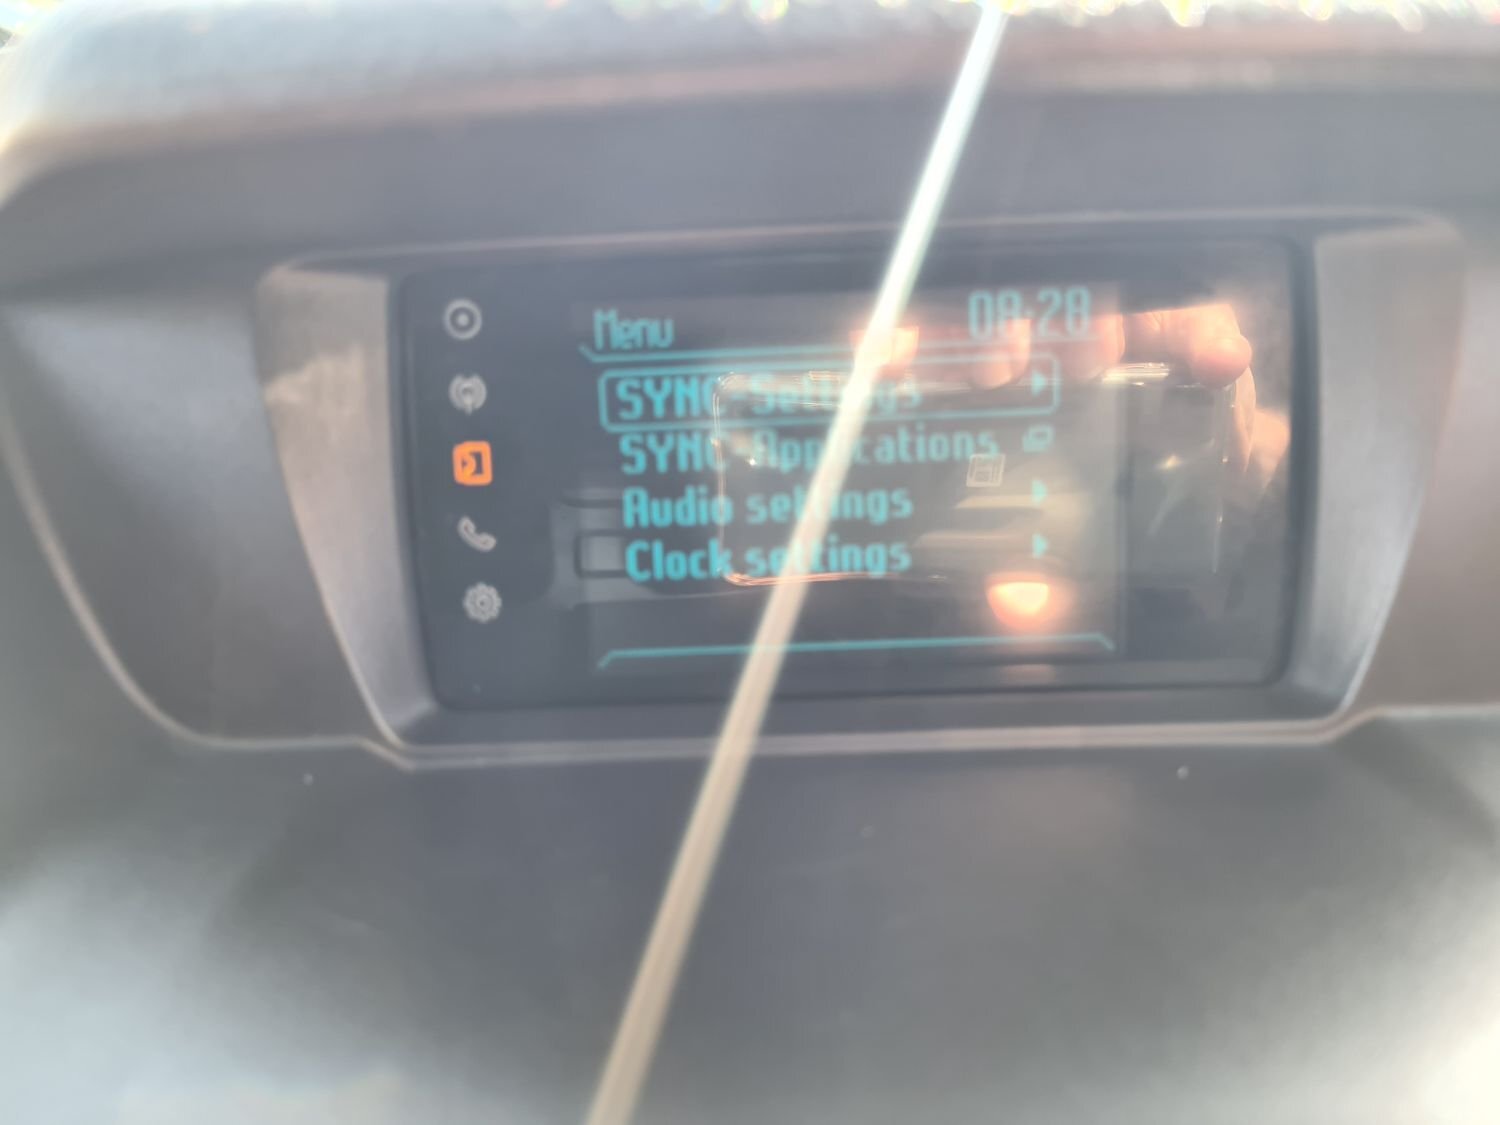 Menu
08:28
SYNC-Settings
SYNC-Applications
Audio settings
Clock settings